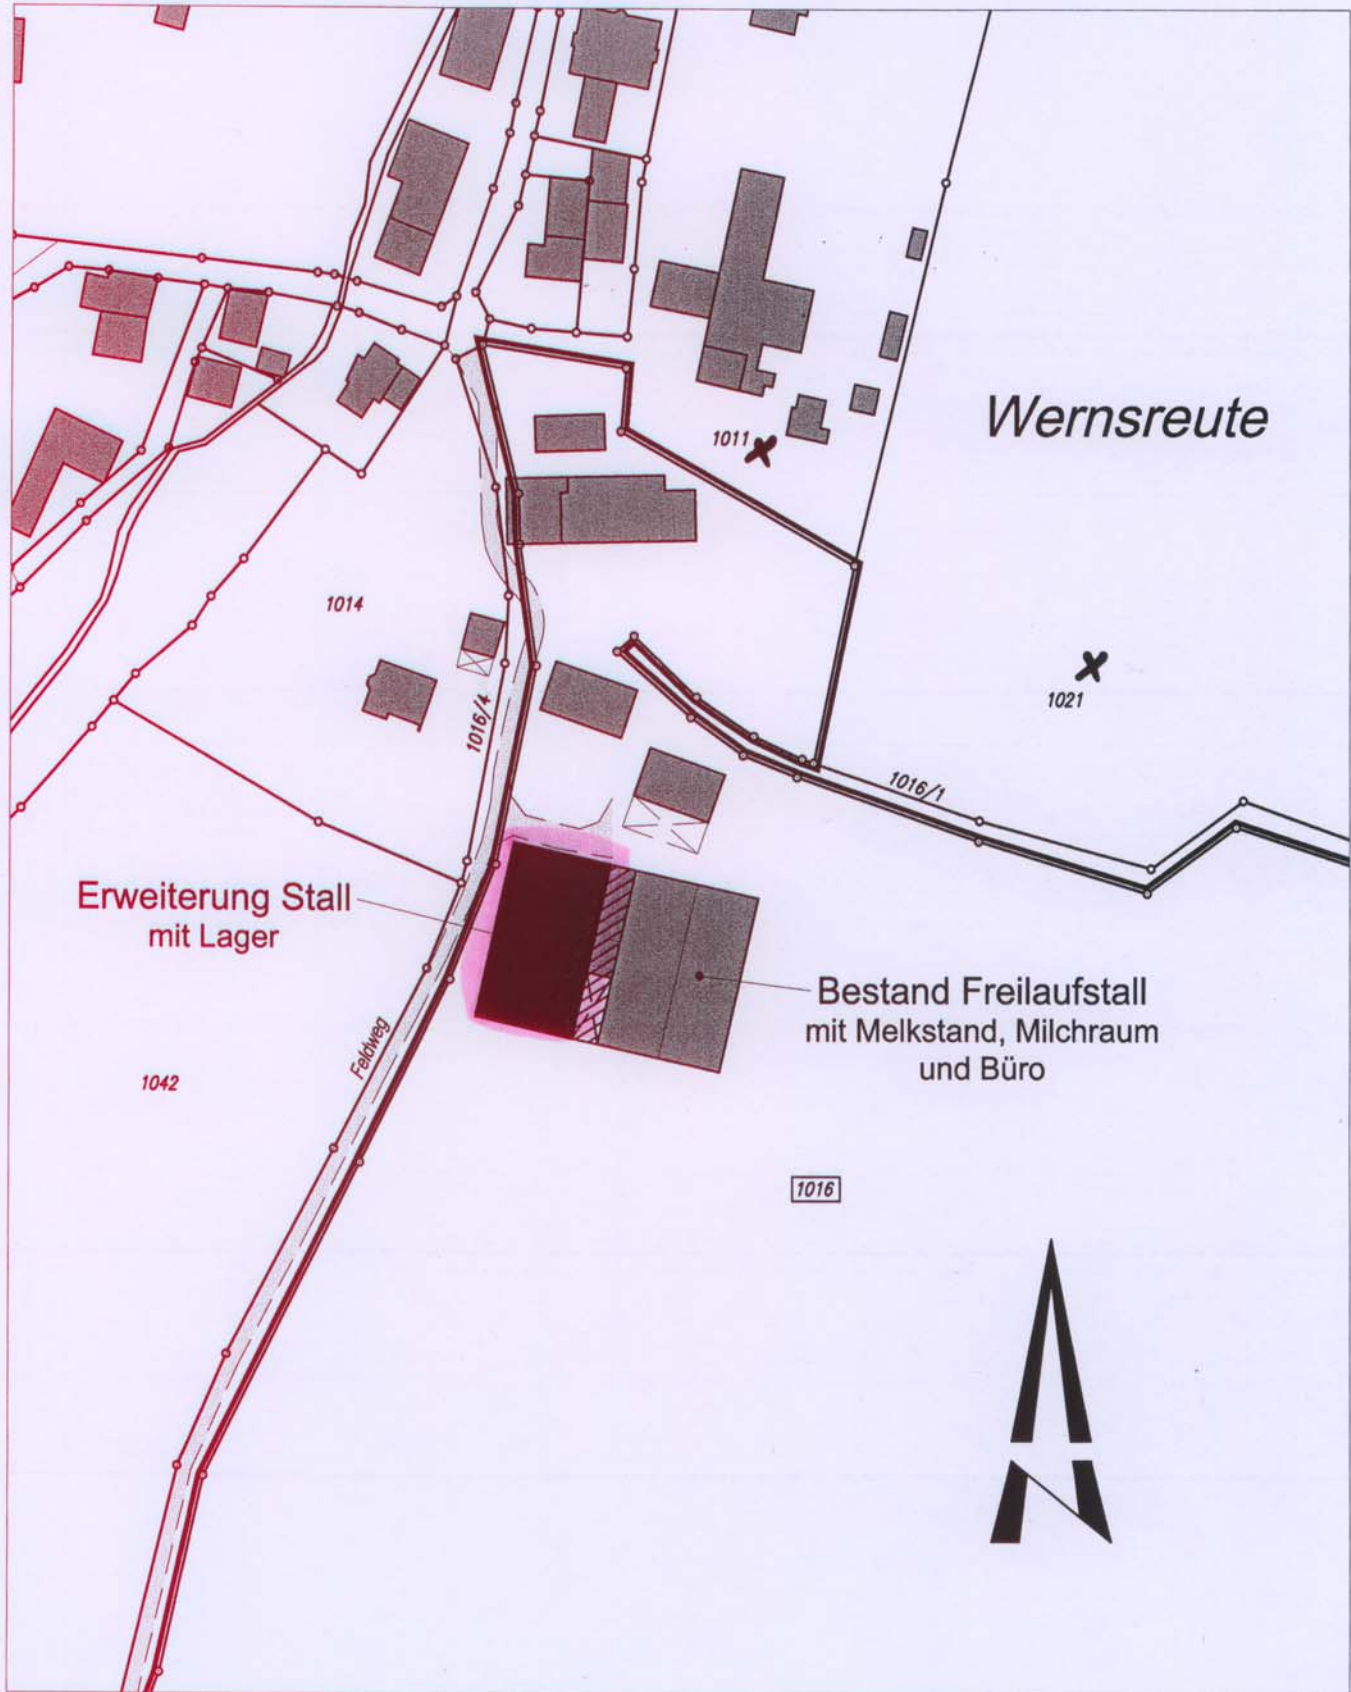 Wernsreute
1011
1014
1021
1016/4
1016/1
Erweiterung Stall
mit Lager
Bestand Freilaufstall
mit Melkstand, Milchraum
und Büro
Feldweg
1042
1016
N